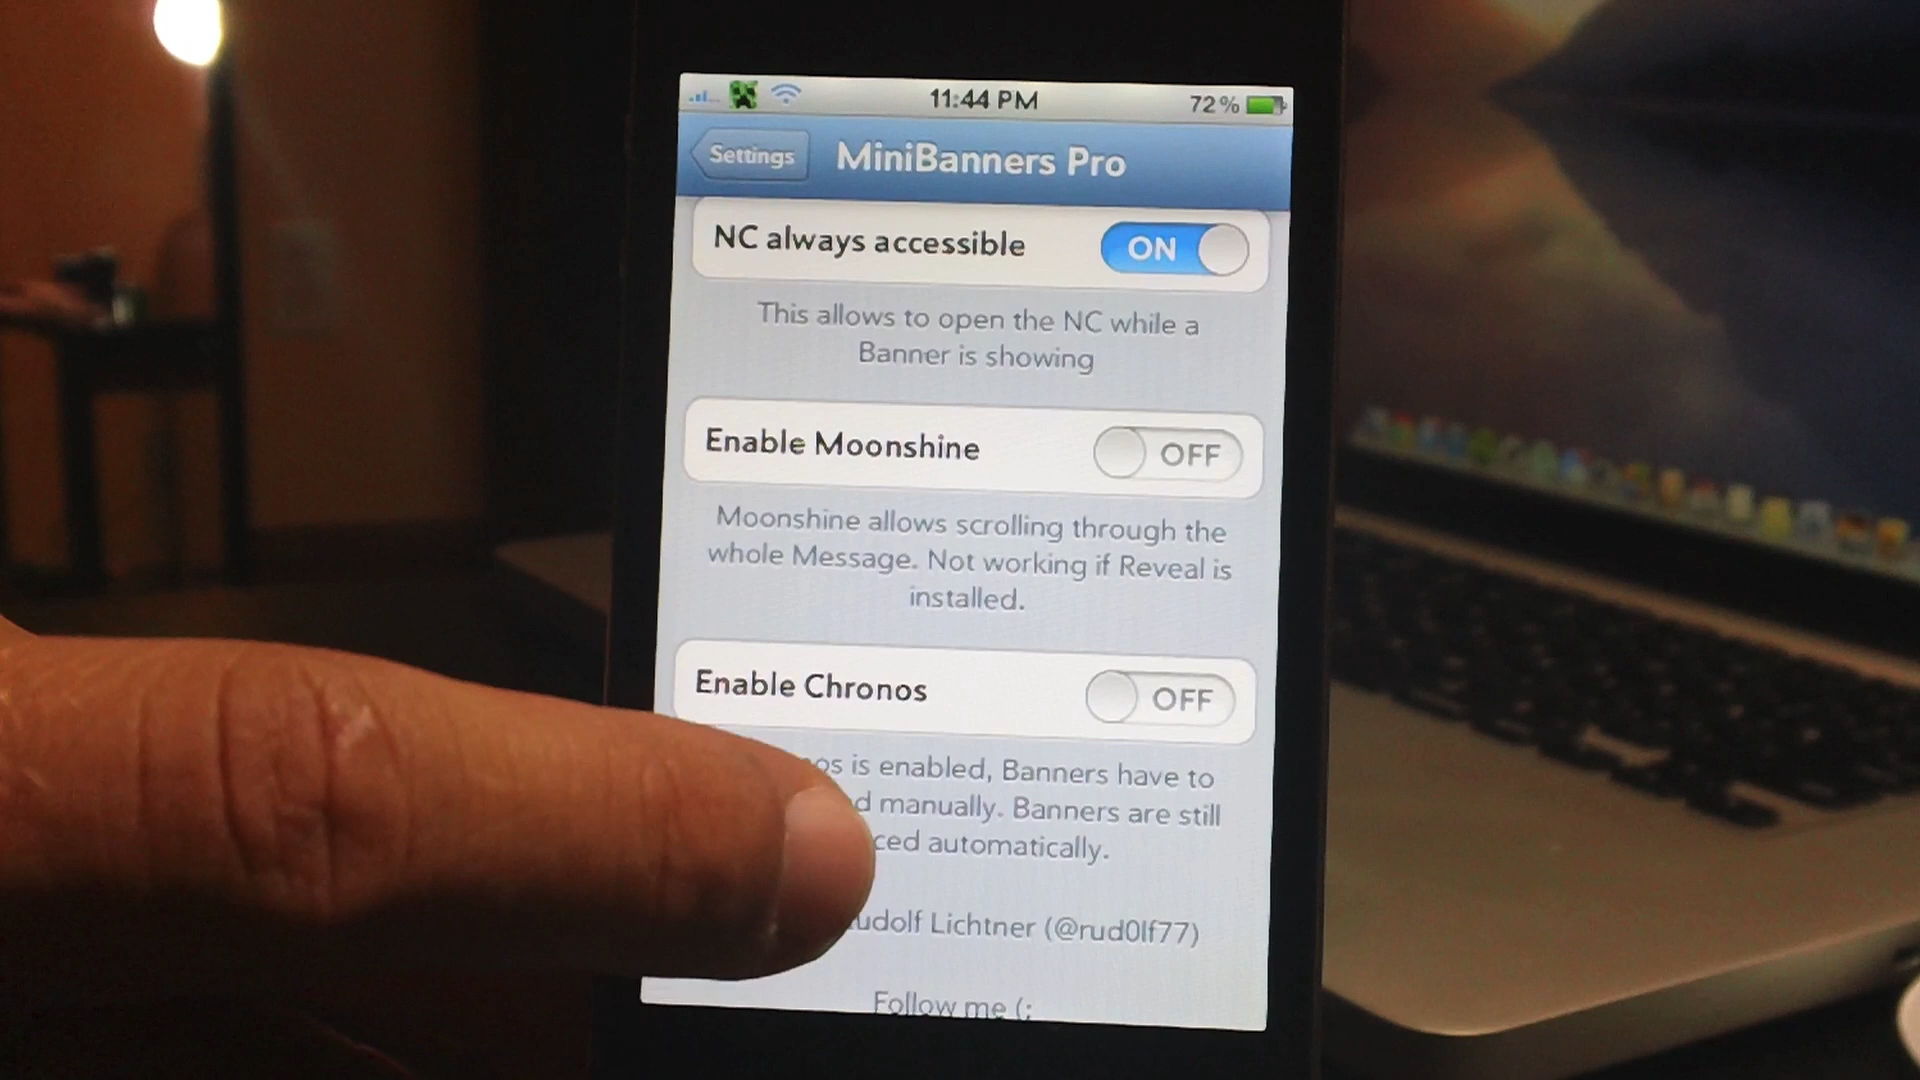 11:44 PM
72%
Settings
MiniBanners Pro
NC always accessible
ON
This allows to open the NC while a
Banner is showing
Enable Moonshine
OFF
Moonshine allows scrolling through the
whole Message. Not working if Reveal is
installed.
Enable Chronos
OFF
is enabled, Banners have to
manually. Banners are still
automatically.
Lichtner (@rud0lf77)
Follow me (: